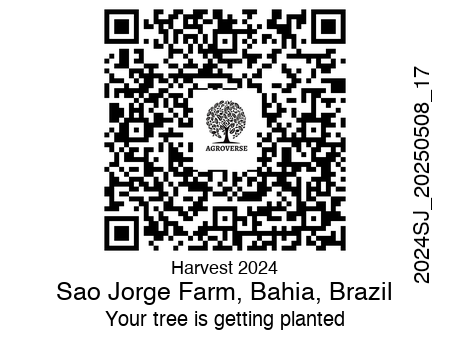 AGROVERSE
Harvest 2024
Sao Jorge Farm, Bahia, Brazil
Your tree is getting planted
2024SJ_20250508_17